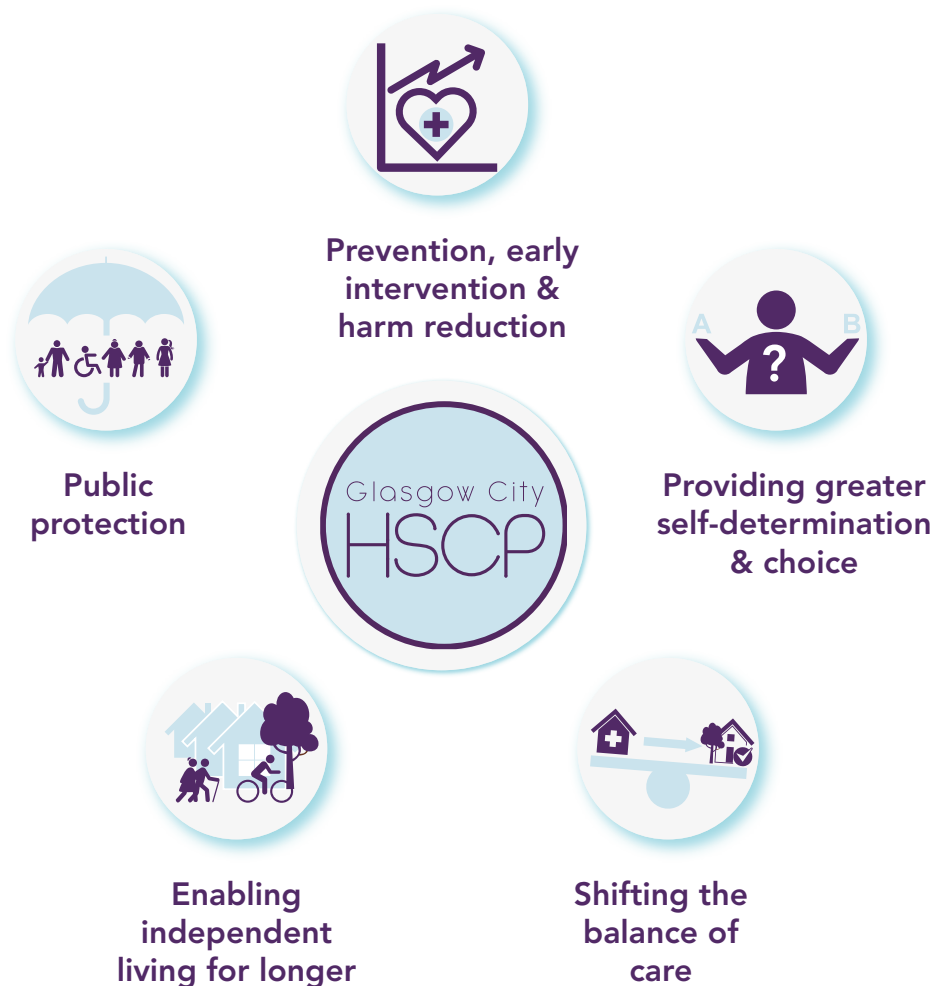 Prevention, early
intervention &
harm reduction
A
B
?
Public
protection
Providing greater
self-determination
& choice
Glasgow City
HSCP
Enabling
independent
living for longer
Shifting the
balance of
care